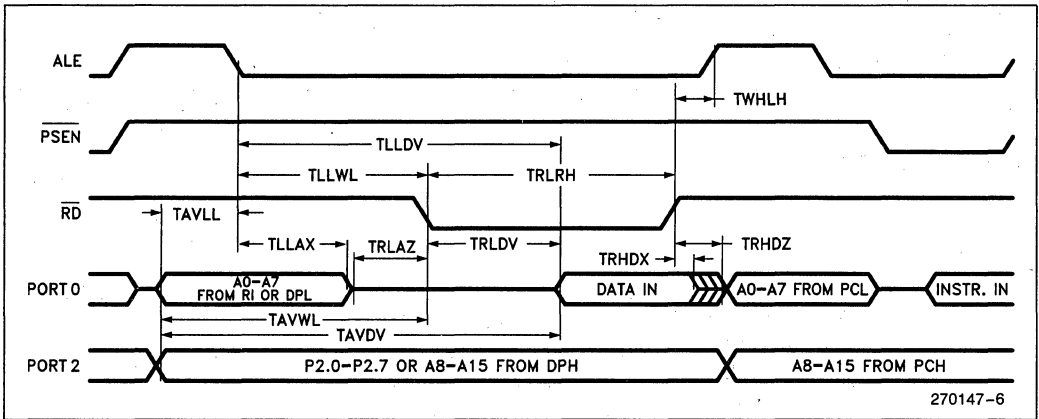 ALE
TWHLH
PSEN
TLLDV
TLLWL
TRLRH
RD
TAVLL
TLLAX
TRLAZ
TRLDV
TRHDZ
TRHDX
PORT 0
A0-A7
FROM RI OR DPL
DATA IN
A0-A7 FROM PCL
INSTR. IN
TAVWL
TAVDV
PORT 2
P2.0-P2.7 OR A8-A15 FROM DPH
A8-A15 FROM PCH
270147-6